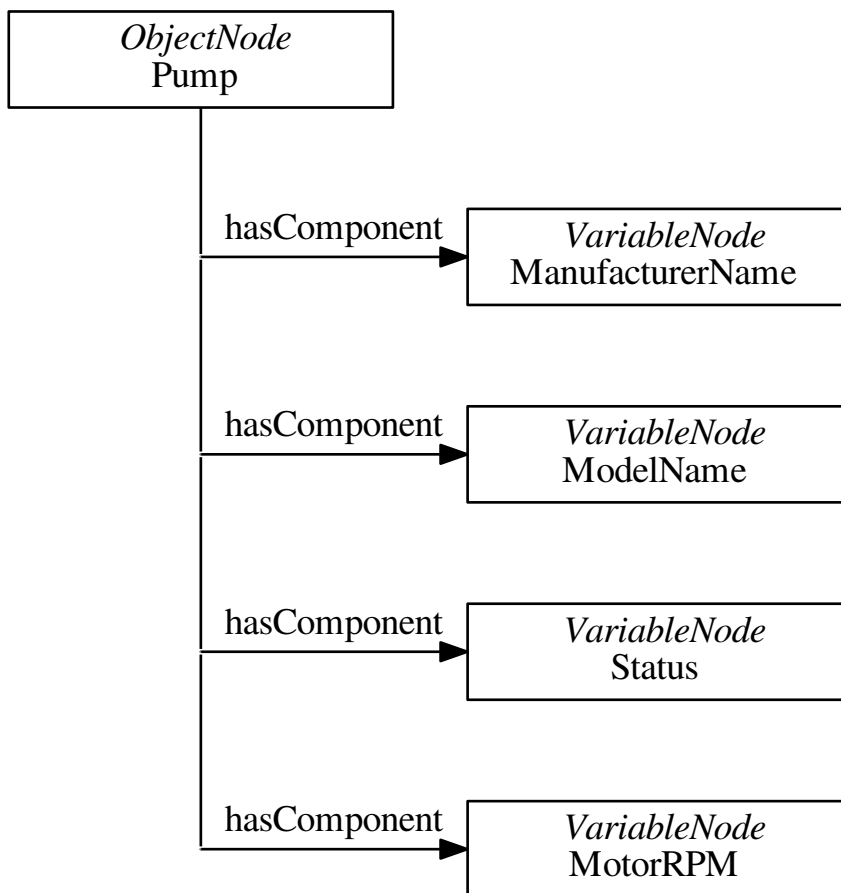 ObjectNode
Pump
hasComponent
VariableNode
ManufacturerName
hasComponent
VariableNode
ModelName
hasComponent
VariableNode
Status
hasComponent
VariableNode
MotorRPM